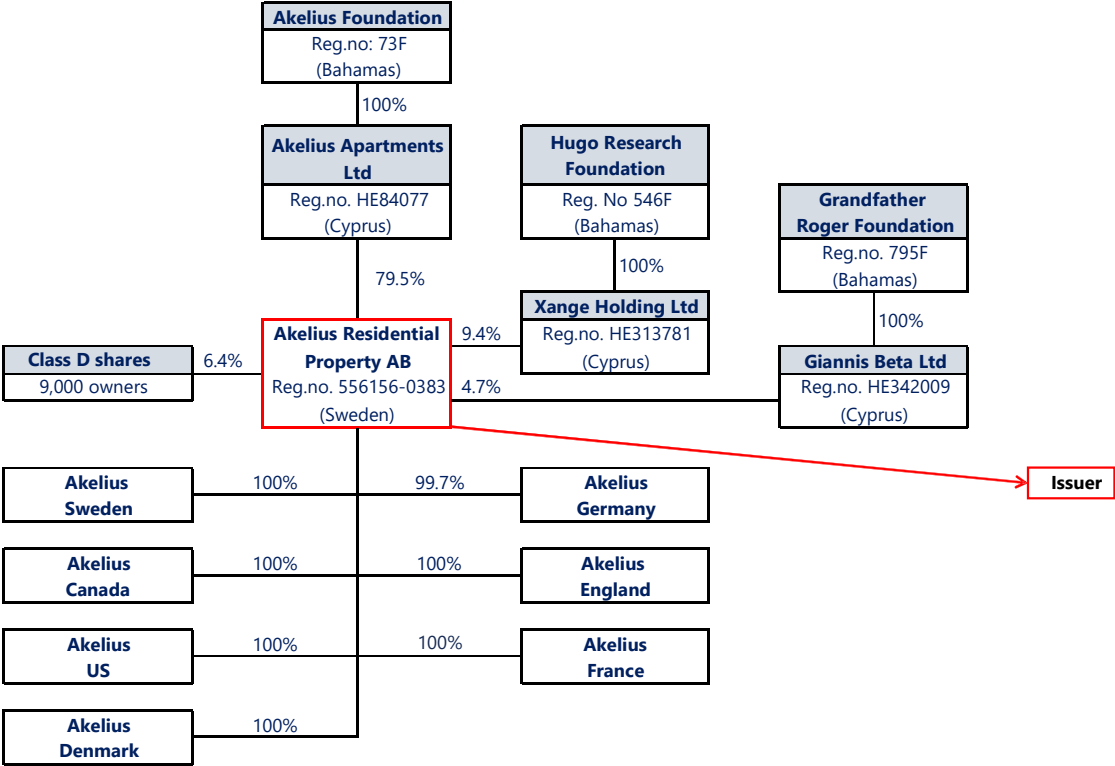 Akelius Foundation
Reg.no: 73F
(Bahamas)
100%
Akelius Apartments
Ltd
Reg.no. HE84077
(Cyprus)
79.5%
Hugo Research
Foundation
Reg. No 546F
(Bahamas)
100%
Xange Holding Ltd
Reg.no. HE313781
(Cyprus)
9.4%
Grandfather
Roger Foundation
Reg.no. 795F
(Bahamas)
100%
Giannis Beta Ltd
Reg.no. HE342009
(Cyprus)
4.7%
Class D shares
9,000 owners
6.4%
Akelius Residential
Property AB
Reg.no. 556156-0383
(Sweden)
Issuer
Akelius
Sweden
100%
99.7%
Akelius
Germany
Akelius
Canada
100%
100%
Akelius
England
Akelius
US
100%
100%
Akelius
France
Akelius
Denmark
100%